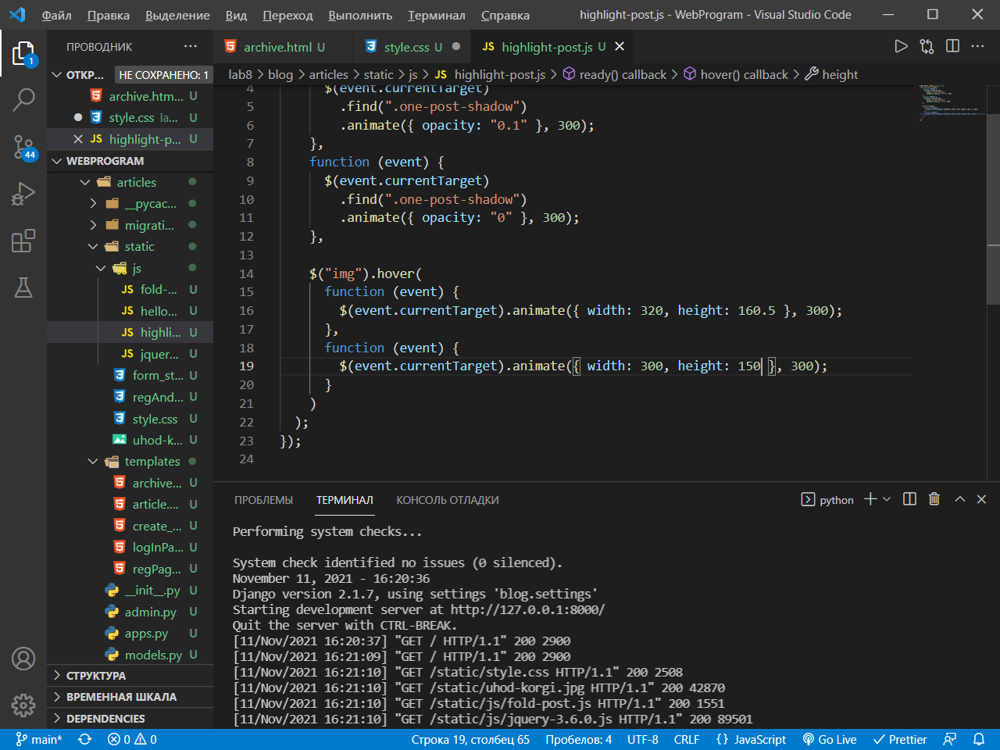 Файл Правка Выделение Вид Переход Выполнить Терминал Справка highlight-post.js - WebProgram - Visual Studio Code
ПРОВОДНИК
archive.html U
style.css U
JS highlight-post.js U
ОТКР... НЕ СОХРАНЕНО: 1
lab8 > blog > articles > static > js > JS highlight-post.js > ready() callback > hover() callback > height
archive.htm... U
style.css la... U
JS highlight-p... U
WEBPROGRAM
articles
__pycac...
migrati...
static
js
JS fold-... U
JS hello... U
JS highli... U
JS jquer... U
form_st... U
regAnd... U
style.css U
uhod-k... U
templates
archive... U
article.... U
create_... U
logInPa... U
regPag... U
__init__.py U
admin.py U
apps.py U
models.py U
СТРУКТУРА
ВРЕМЕННАЯ ШКАЛА
DEPENDENCIES
1
44
4 $(event.currentTarget)
5 .find(".one-post-shadow")
6 .animate({ opacity: "0.1" }, 300);
7 },
8 function (event) {
9 $(event.currentTarget)
10 .find(".one-post-shadow")
11 .animate({ opacity: "0" }, 300);
12 },
13
14 $("img").hover(
15 function (event) {
16 $(event.currentTarget).animate({ width: 320, height: 160.5 }, 300);
17 },
18 function (event) {
19 $(event.currentTarget).animate({ width: 300, height: 150 }, 300);
20 }
21 )
22 );
23 });
24
ПРОБЛЕМЫ ТЕРМИНАЛ КОНСОЛЬ ОТЛАДКИ python
Performing system checks...
System check identified no issues (0 silenced).
November 11, 2021 - 16:20:36
Django version 2.1.7, using settings 'blog.settings'
Starting development server at http://127.0.0.1:8000/
Quit the server with CTRL-BREAK.
[11/Nov/2021 16:20:37] "GET / HTTP/1.1" 200 2900
[11/Nov/2021 16:21:09] "GET / HTTP/1.1" 200 2900
[11/Nov/2021 16:21:10] "GET /static/style.css HTTP/1.1" 200 2508
[11/Nov/2021 16:21:10] "GET /static/uhod-korgi.jpg HTTP/1.1" 200 42870
[11/Nov/2021 16:21:10] "GET /static/js/fold-post.js HTTP/1.1" 200 1551
[11/Nov/2021 16:21:10] "GET /static/js/jquery-3.6.0.js HTTP/1.1" 200 89501
main* 0 0 Строка 19, столбец 65 Пробелов: 4 UTF-8 CRLF {} JavaScript Go Live Prettier